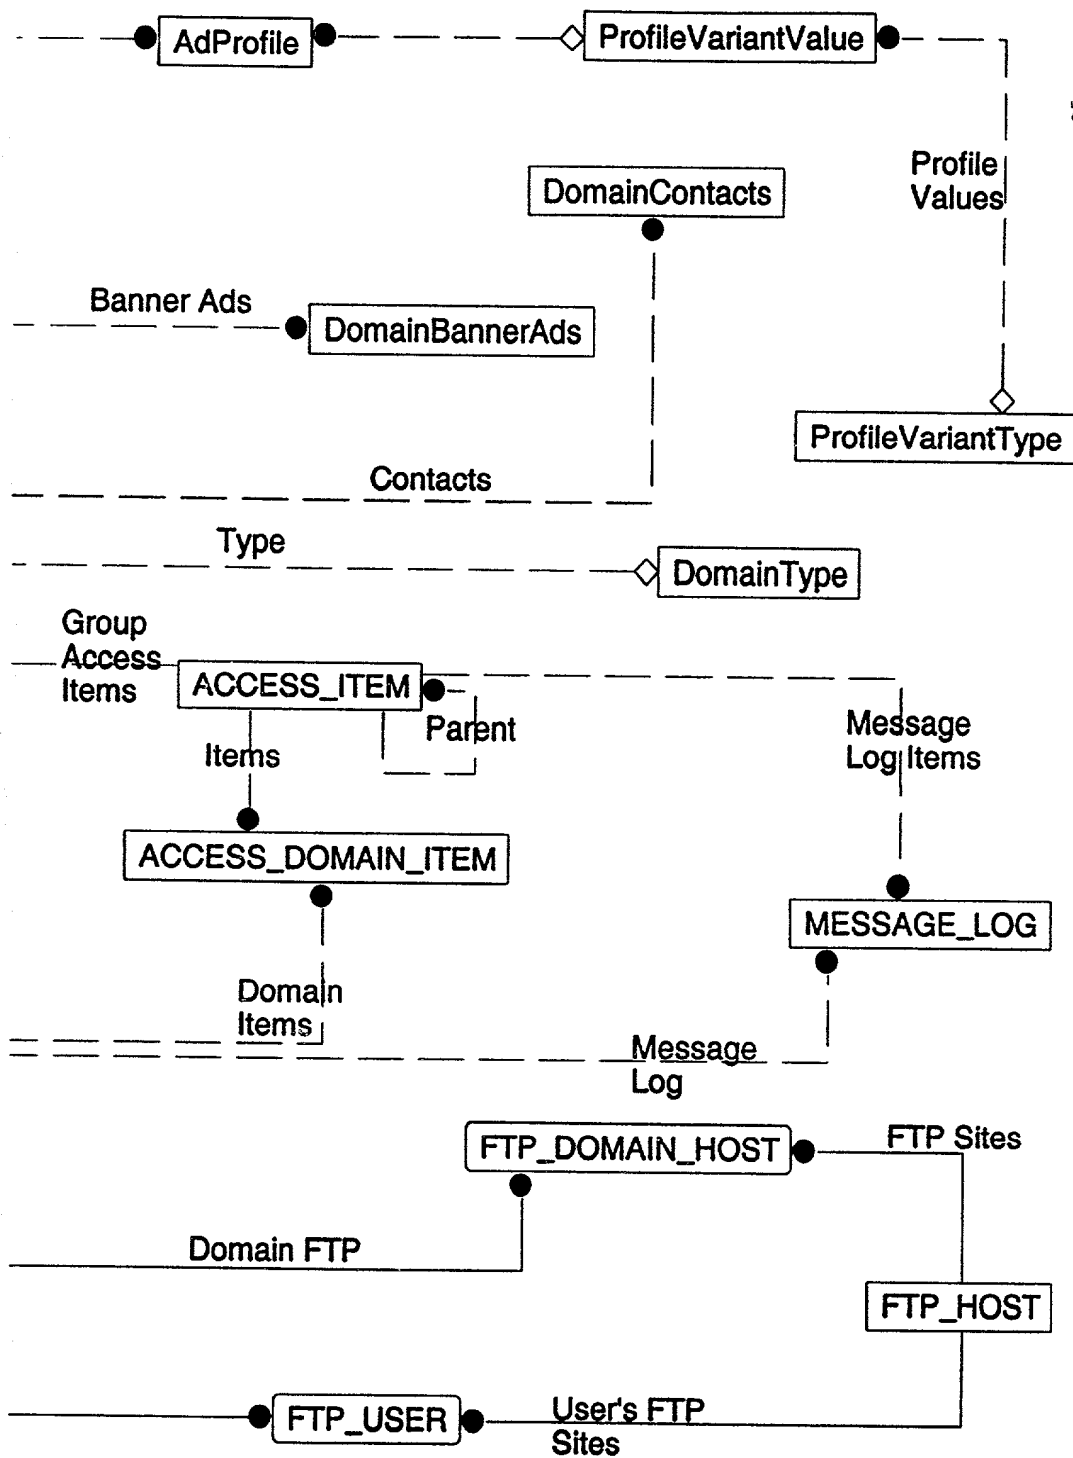 AdProfile
ProfileVariantValue
Profile
Values
DomainContacts
Banner Ads
DomainBannerAds
ProfileVariantType
Contacts
Type
DomainType
Group
Access
Items
ACCESS_ITEM
Parent
Message
Log Items
Items
ACCESS_DOMAIN_ITEM
MESSAGE_LOG
Domain
Items
Message
Log
FTP_DOMAIN_HOST
FTP Sites
Domain FTP
FTP_HOST
FTP_USER
User's FTP
Sites